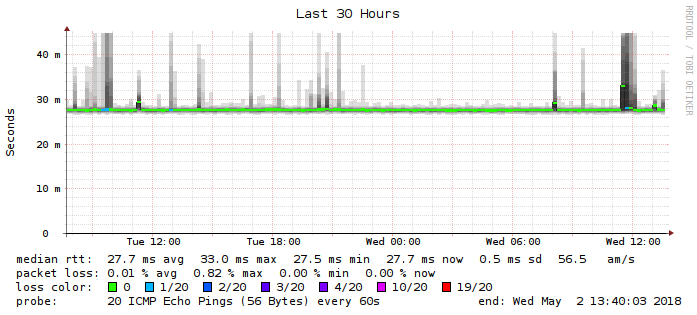 Last 30 Hours
RRDTOOL / TOBI OETIKER
Seconds
40 m
30 m
20 m
10 m
0
Tue 12:00 Tue 18:00 Wed 00:00 Wed 06:00 Wed 12:00
median rtt: 27.7 ms avg 33.0 ms max 27.5 ms min 27.7 ms now 0.5 ms sd 56.5 am/s
packet loss: 0.01 % avg 0.82 % max 0.00 % min 0.00 % now
loss color: 0 1/20 2/20 3/20 4/20 10/20 19/20
probe: 20 ICMP Echo Pings (56 Bytes) every 60s end: Wed May 2 13:40:03 2018